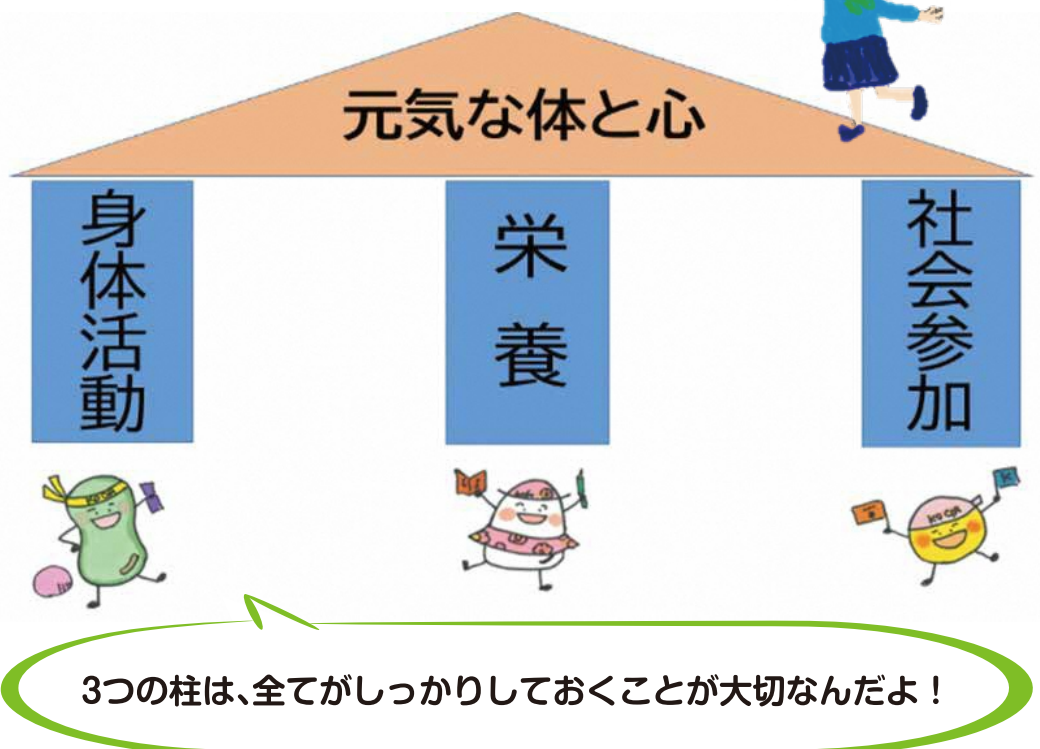 元気な体と心
身体活動
栄養
社会参加
3つの柱は、全てがしっかりしておくことが大切なんだよ！